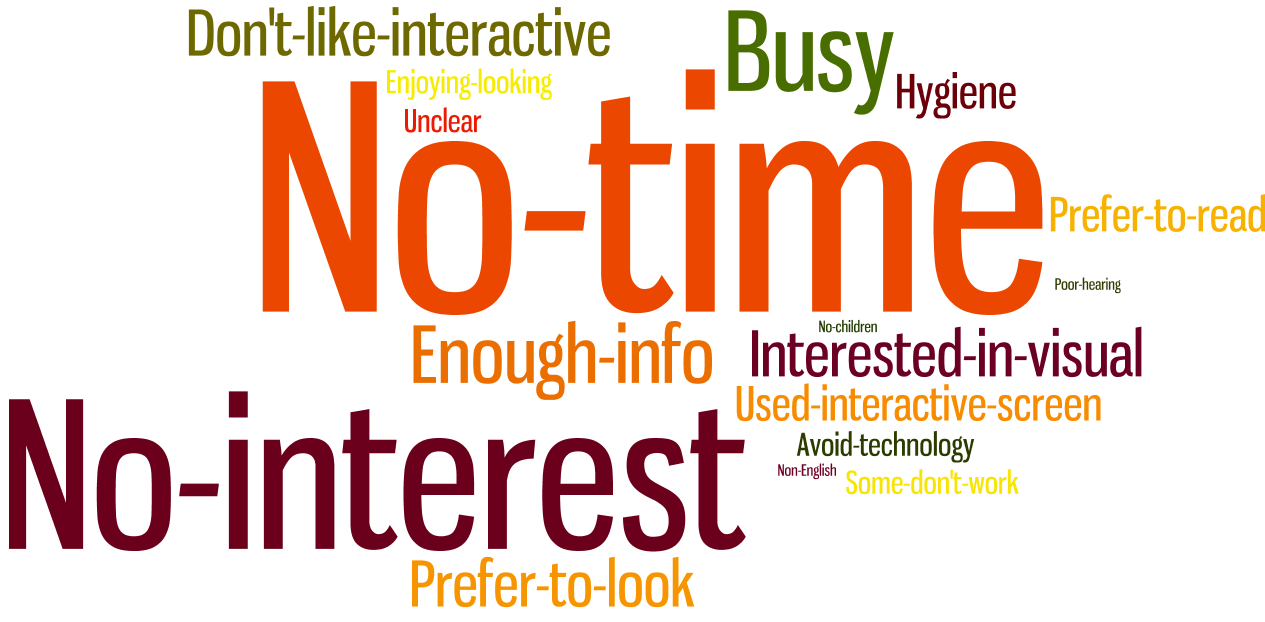 Don't-like-interactive
Busy
Enjoying-looking
Hygiene
Unclear
No-time
Prefer-to-read
Poor-hearing
No-children
Enough-info
Interested-in-visual
Used-interactive-screen
No-interest
Avoid-technology
Non-English
Some-don't-work
Prefer-to-look